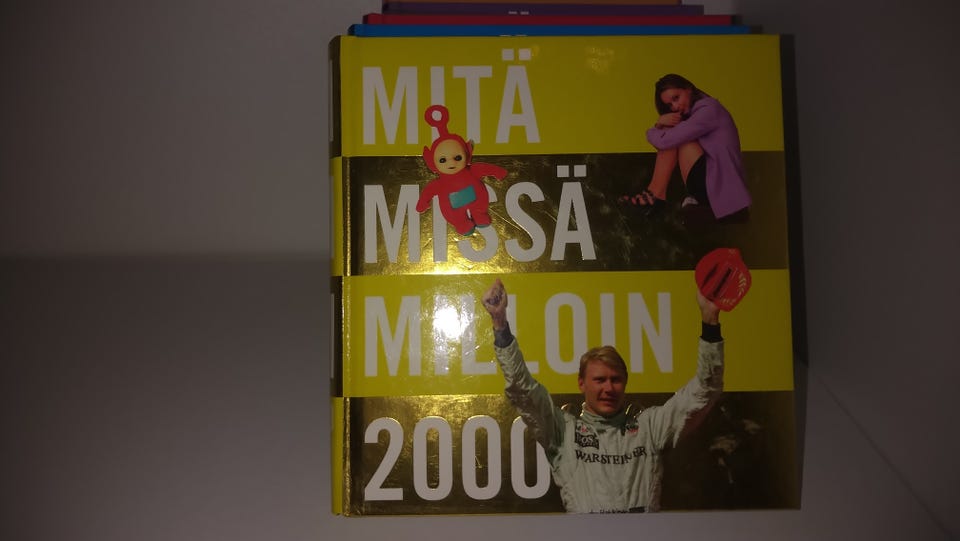 MITÄ
MISSÄ
MILLOIN
2000
WARSTEINER